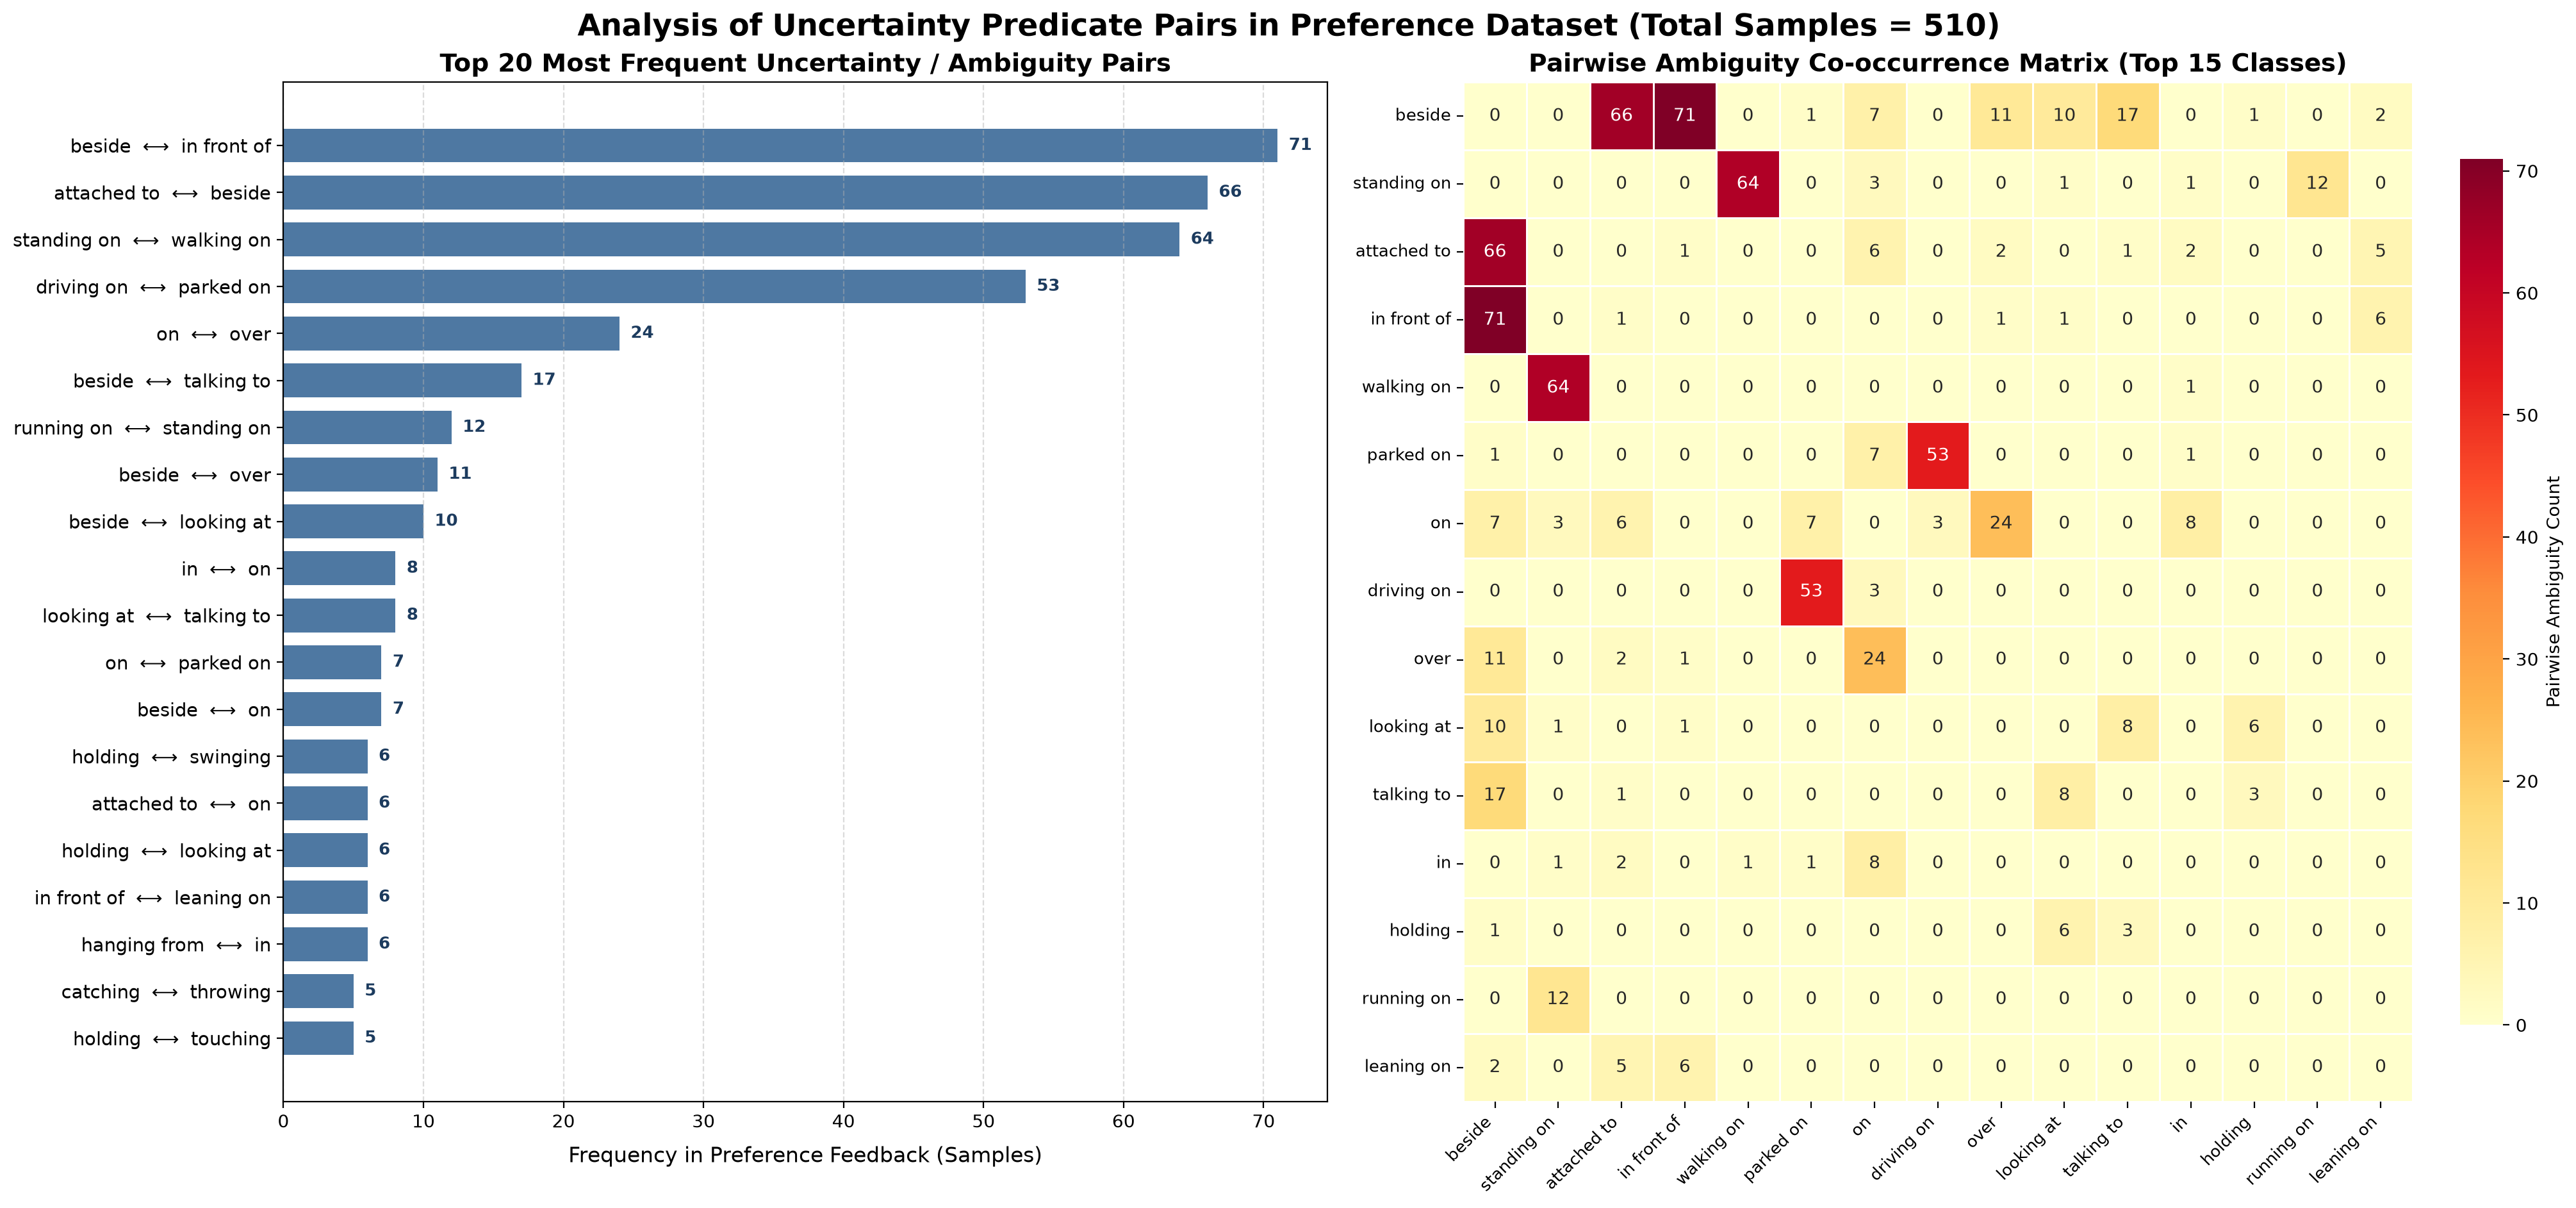 Analysis of Uncertainty Predicate Pairs in Preference Dataset (Total Samples = 510)
Top 20 Most Frequent Uncertainty / Ambiguity Pairs
beside ⟷ in front of 71
attached to ⟷ beside 66
standing on ⟷ walking on 64
driving on ⟷ parked on 53
on ⟷ over 24
beside ⟷ talking to 17
running on ⟷ standing on 12
beside ⟷ over 11
beside ⟷ looking at 10
in ⟷ on 8
looking at ⟷ talking to 8
on ⟷ parked on 7
beside ⟷ on 7
holding ⟷ swinging 6
attached to ⟷ on 6
holding ⟷ looking at 6
in front of ⟷ leaning on 6
hanging from ⟷ in 6
catching ⟷ throwing 5
holding ⟷ touching 5
0 10 20 30 40 50 60 70
Frequency in Preference Feedback (Samples)
Pairwise Ambiguity Co-occurrence Matrix (Top 15 Classes)
beside 0 0 66 71 0 1 7 0 11 10 17 0 1 0 2
standing on 0 0 0 0 64 0 3 0 0 1 0 1 0 12 0
attached to 66 0 0 1 0 0 6 0 2 0 1 2 0 0 5
in front of 71 0 1 0 0 0 0 0 1 1 0 0 0 0 6
walking on 0 64 0 0 0 0 0 0 0 0 0 1 0 0 0
parked on 1 0 0 0 0 0 7 53 0 0 0 1 0 0 0
on 7 3 6 0 0 7 0 3 24 0 0 8 0 0 0
driving on 0 0 0 0 0 53 3 0 0 0 0 0 0 0 0
over 11 0 2 1 0 0 24 0 0 0 0 0 0 0 0
looking at 10 1 0 1 0 0 0 0 0 0 8 0 6 0 0
talking to 17 0 1 0 0 0 0 0 0 8 0 0 3 0 0
in 0 1 2 0 1 1 8 0 0 0 0 0 0 0 0
holding 1 0 0 0 0 0 0 0 0 6 3 0 0 0 0
running on 0 12 0 0 0 0 0 0 0 0 0 0 0 0 0
leaning on 2 0 5 6 0 0 0 0 0 0 0 0 0 0 0
beside standing on attached to in front of walking on parked on on driving on over looking at talking to in holding running on leaning on
70
60
50
40
30
20
10
0
Pairwise Ambiguity Count